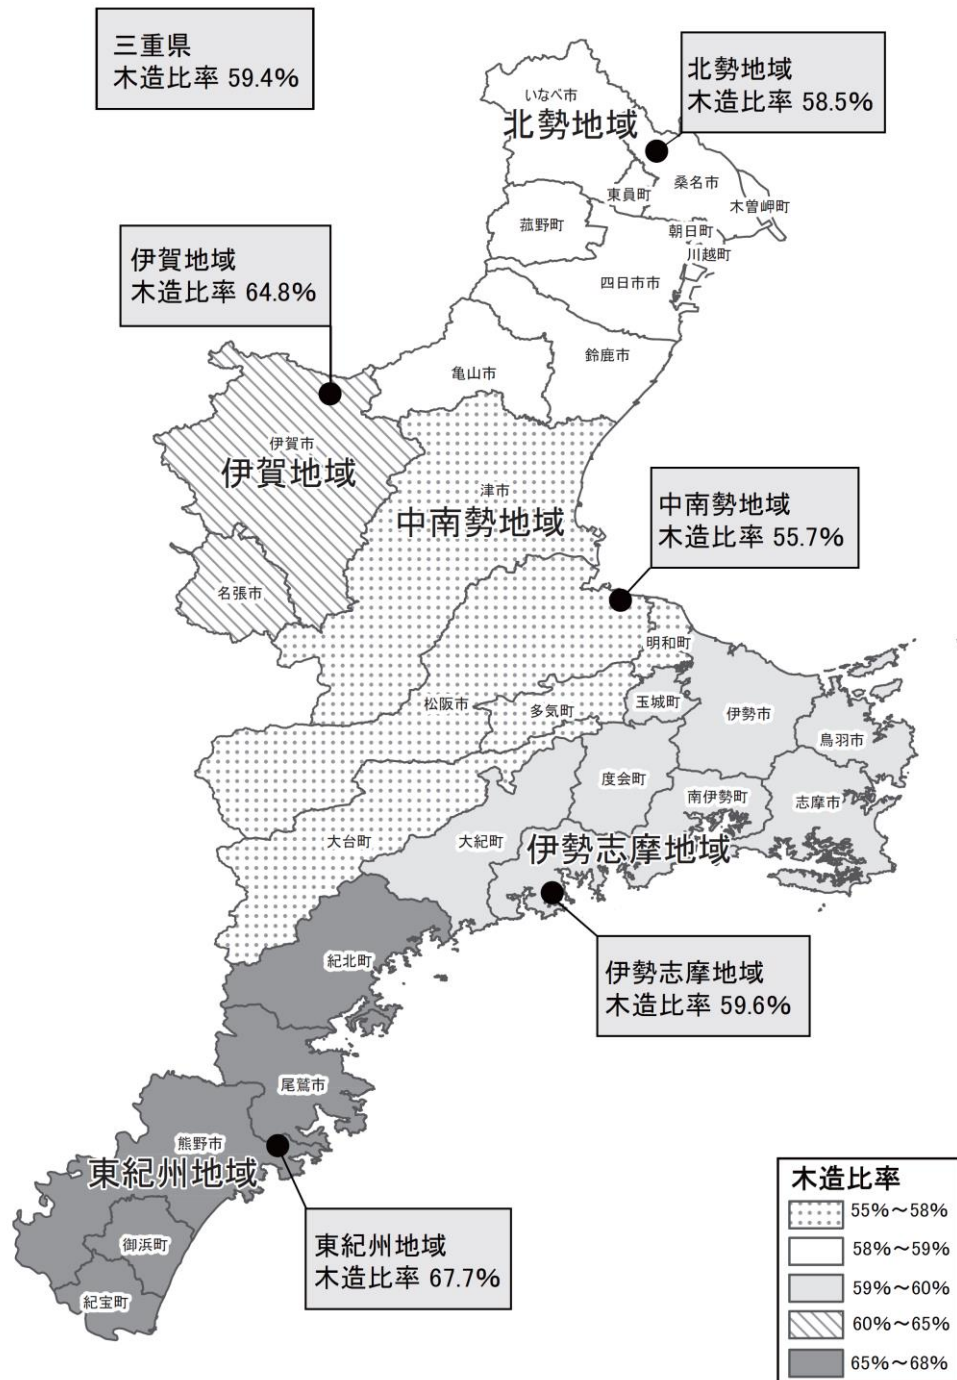 三重県
木造比率 59.4%
北勢地域
木造比率 58.5%
いなべ市
北勢地域
東員町
桑名市
木曽岬町
菰野町
朝日町
川越町
四日市市
伊賀地域
木造比率 64.8%
鈴鹿市
亀山市
伊賀市
伊賀地域
津市
中南勢地域
中南勢地域
木造比率 55.7%
名張市
明和町
松阪市
多気町
玉城町
伊勢市
鳥羽市
度会町
南伊勢町
志摩市
大台町
大紀町
伊勢志摩地域
紀北町
伊勢志摩地域
木造比率 59.6%
尾鷲市
熊野市
東紀州地域
御浜町
紀宝町
東紀州地域
木造比率 67.7%
木造比率
55%～58%
58%～59%
59%～60%
60%～65%
65%～68%